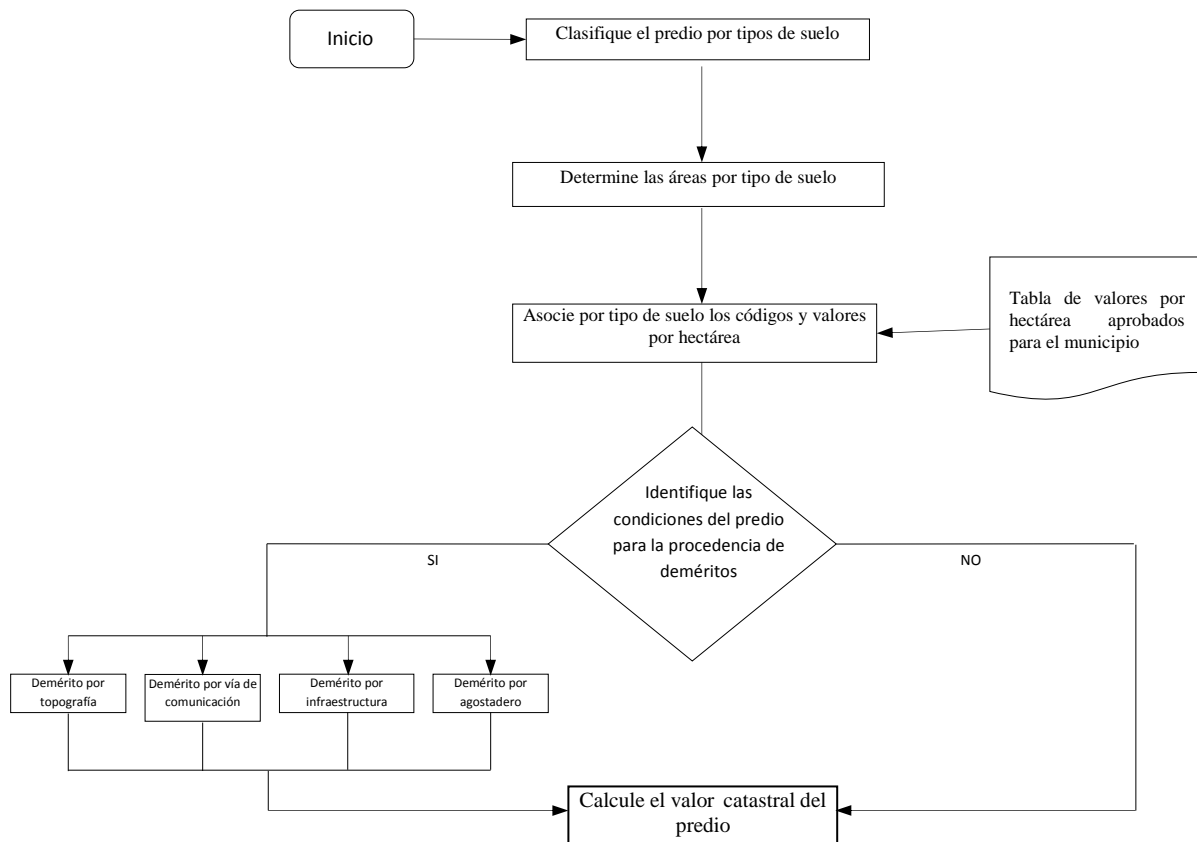 Inicio
Clasifique el predio por tipos de suelo
Determine las áreas por tipo de suelo
Asocie por tipo de suelo los códigos y valores
por hectárea
Tabla de valores por
hectárea aprobados
para el municipio
Identifique las
condiciones del predio
para la procedencia de
deméritos
SI
NO
Demérito por
topografía
Demérito por vía de
comunicación
Demérito por
infraestructura
Demérito por
agostadero
Calcule el valor catastral del
predio